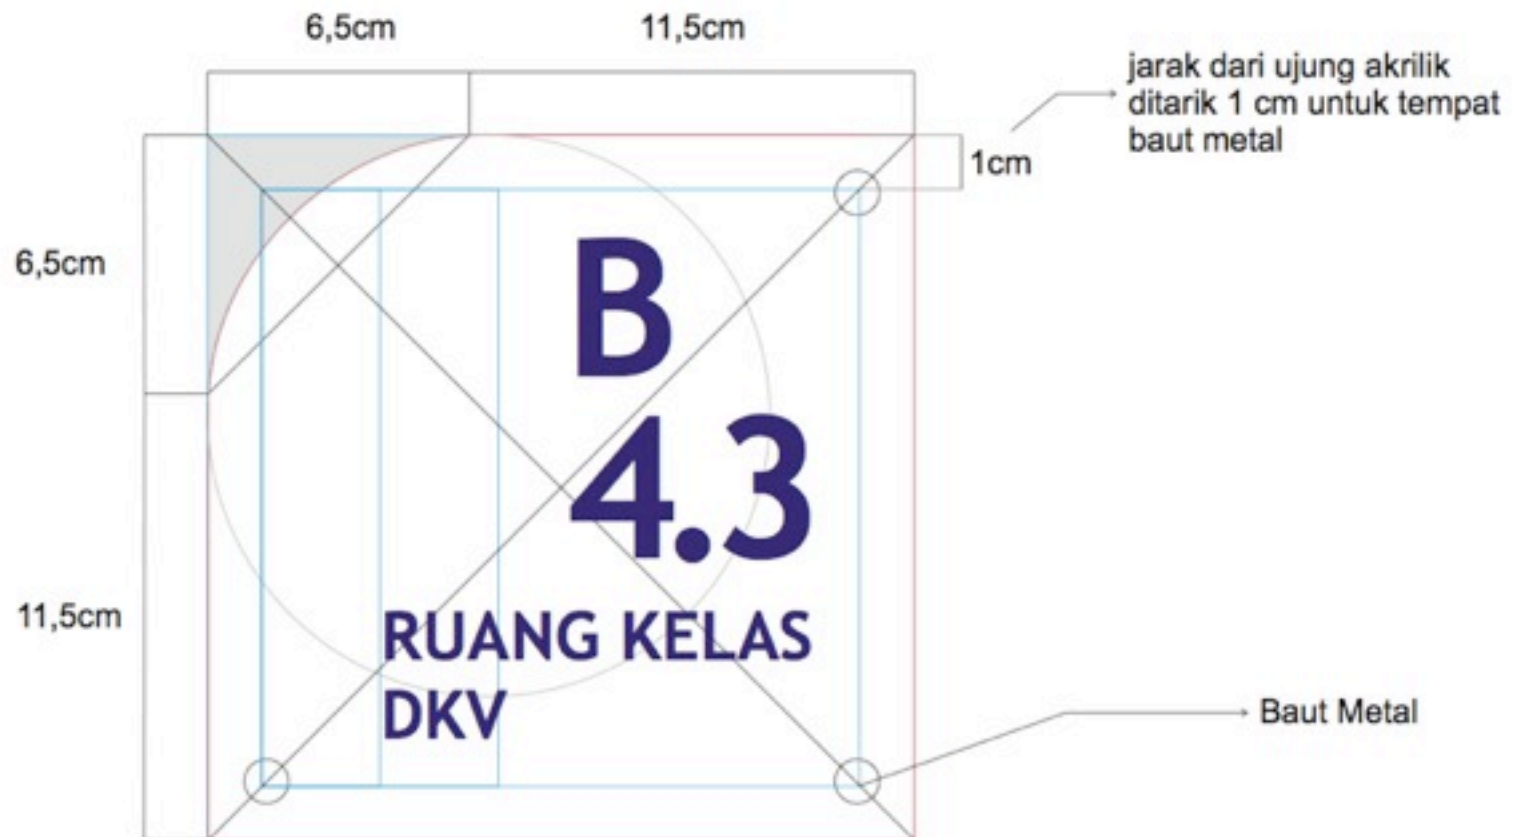 6,5cm
11,5cm
jarak dari ujung akrilik
ditarik 1 cm untuk tempat
baut metal
1cm
6,5cm
B
4.3
11,5cm
RUANG KELAS
DKV
Baut Metal